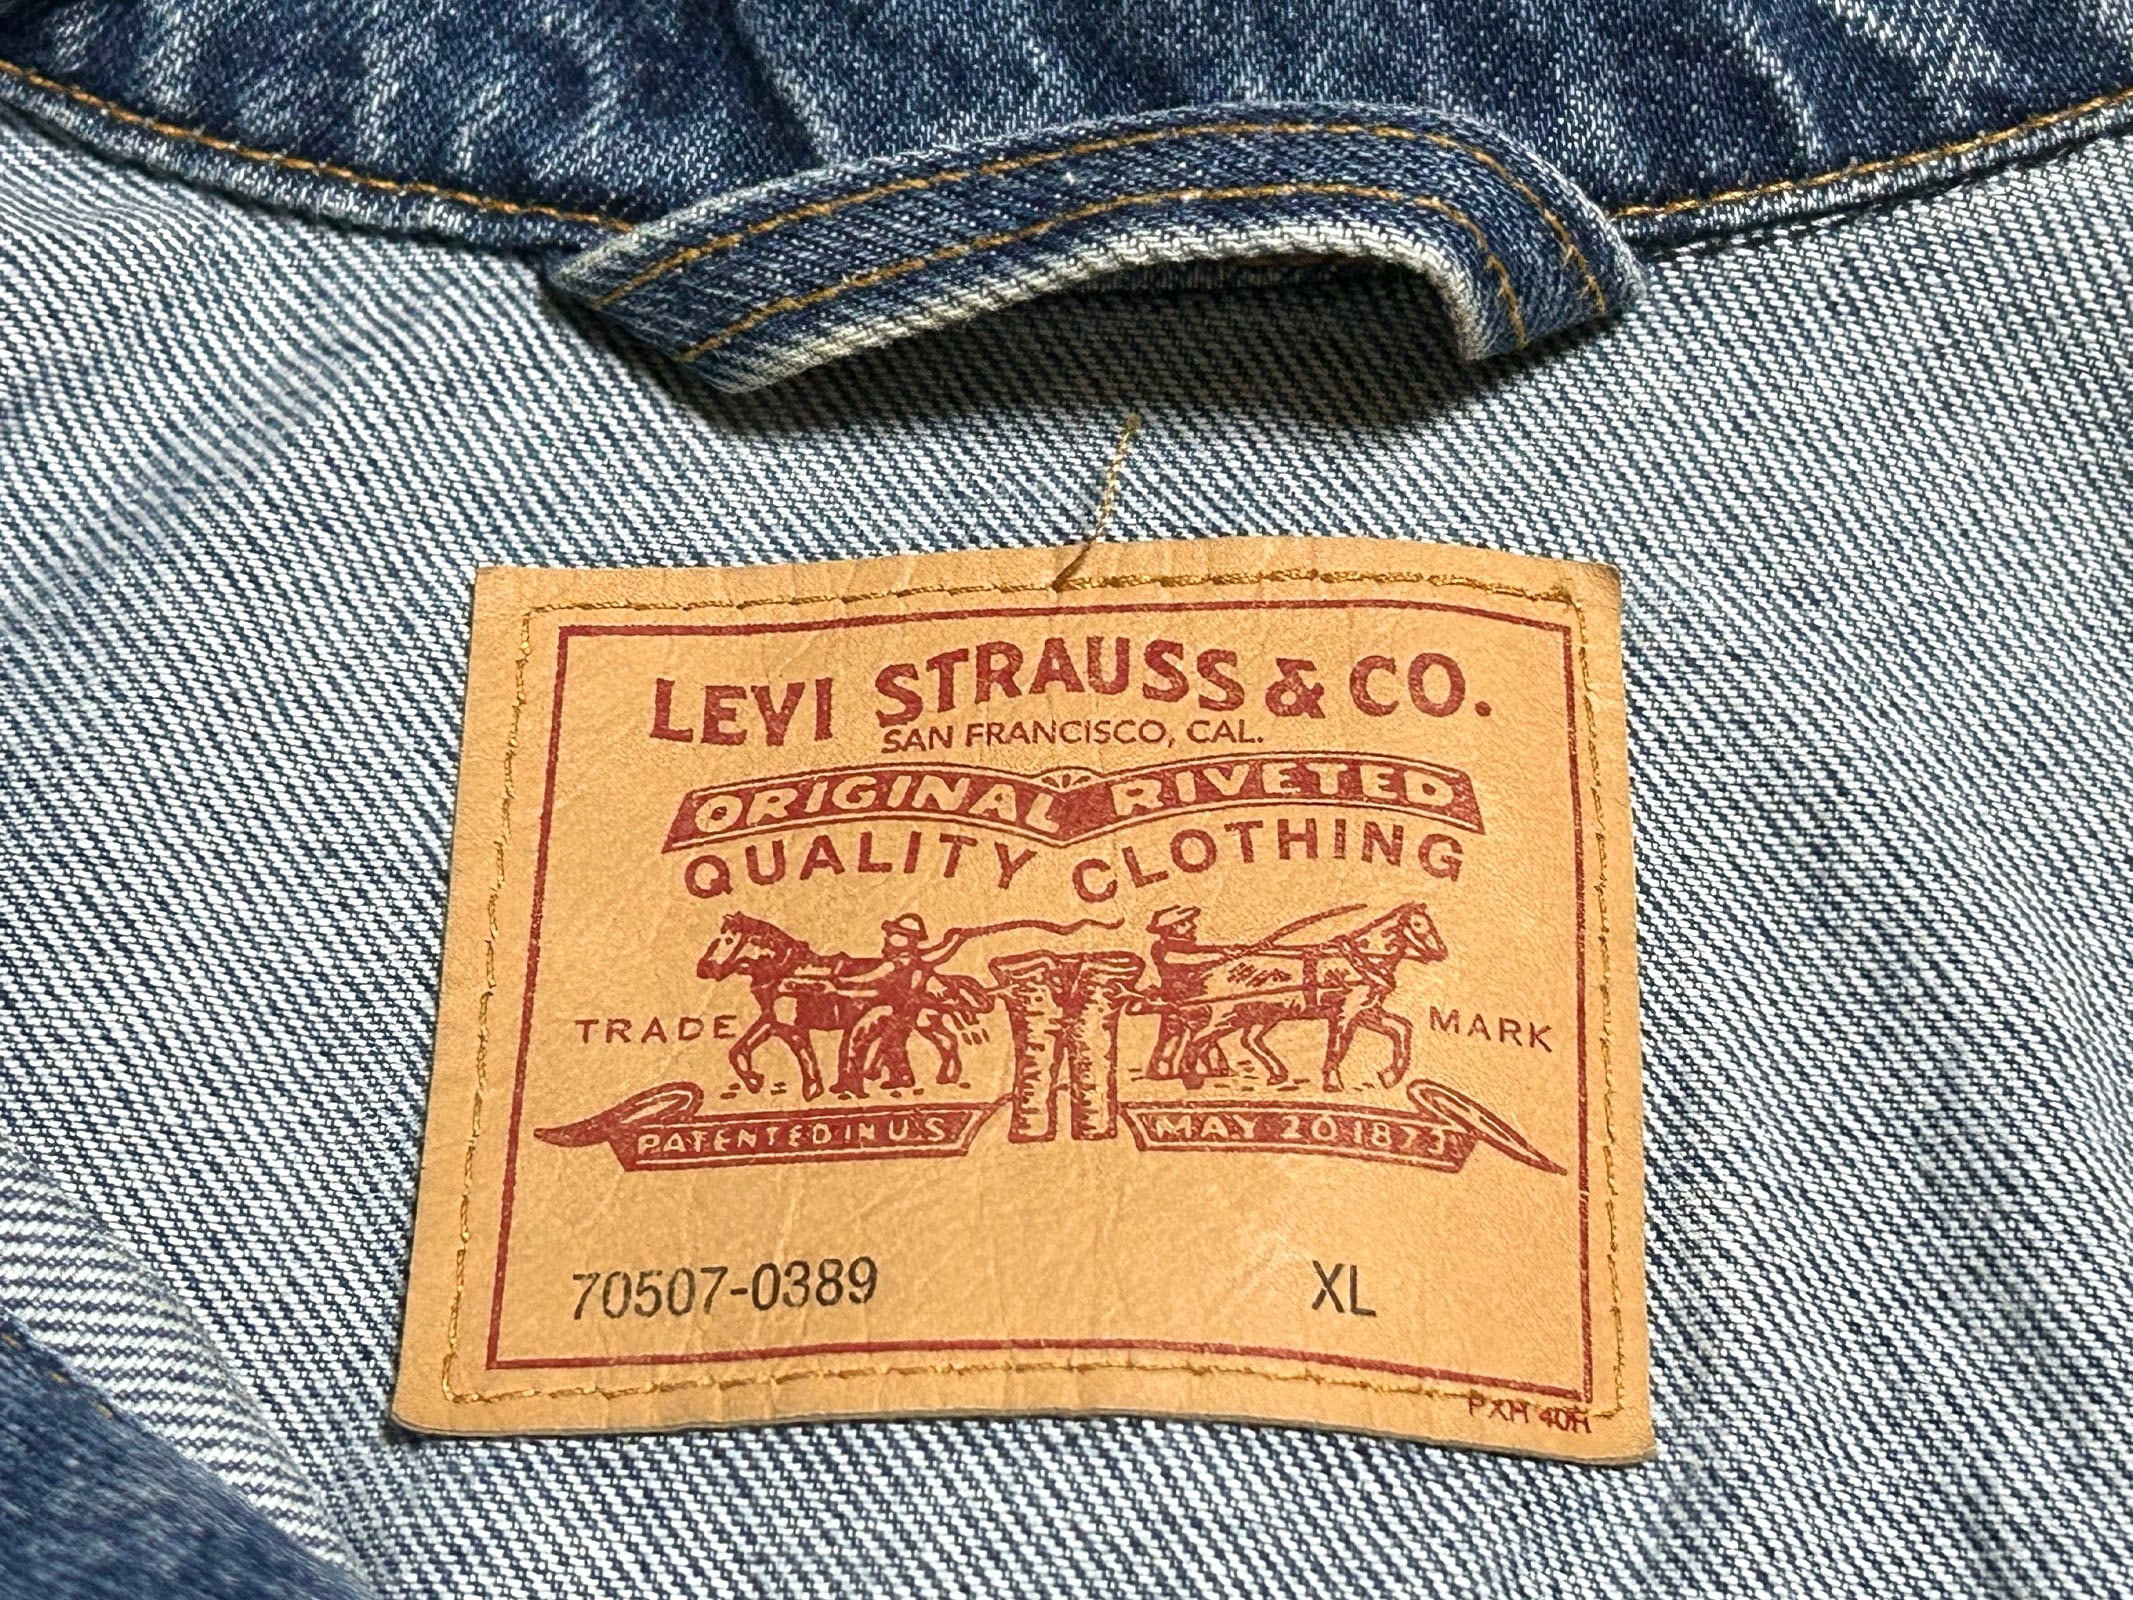 LEVI STRAUSS & CO.
SAN FRANCISCO, CAL.
ORIGINAL RIVETED
QUALITY CLOTHING
TRADE MARK
PATENTED IN U.S. MAY 20 1873
70507-0389 XL
PXH 40H